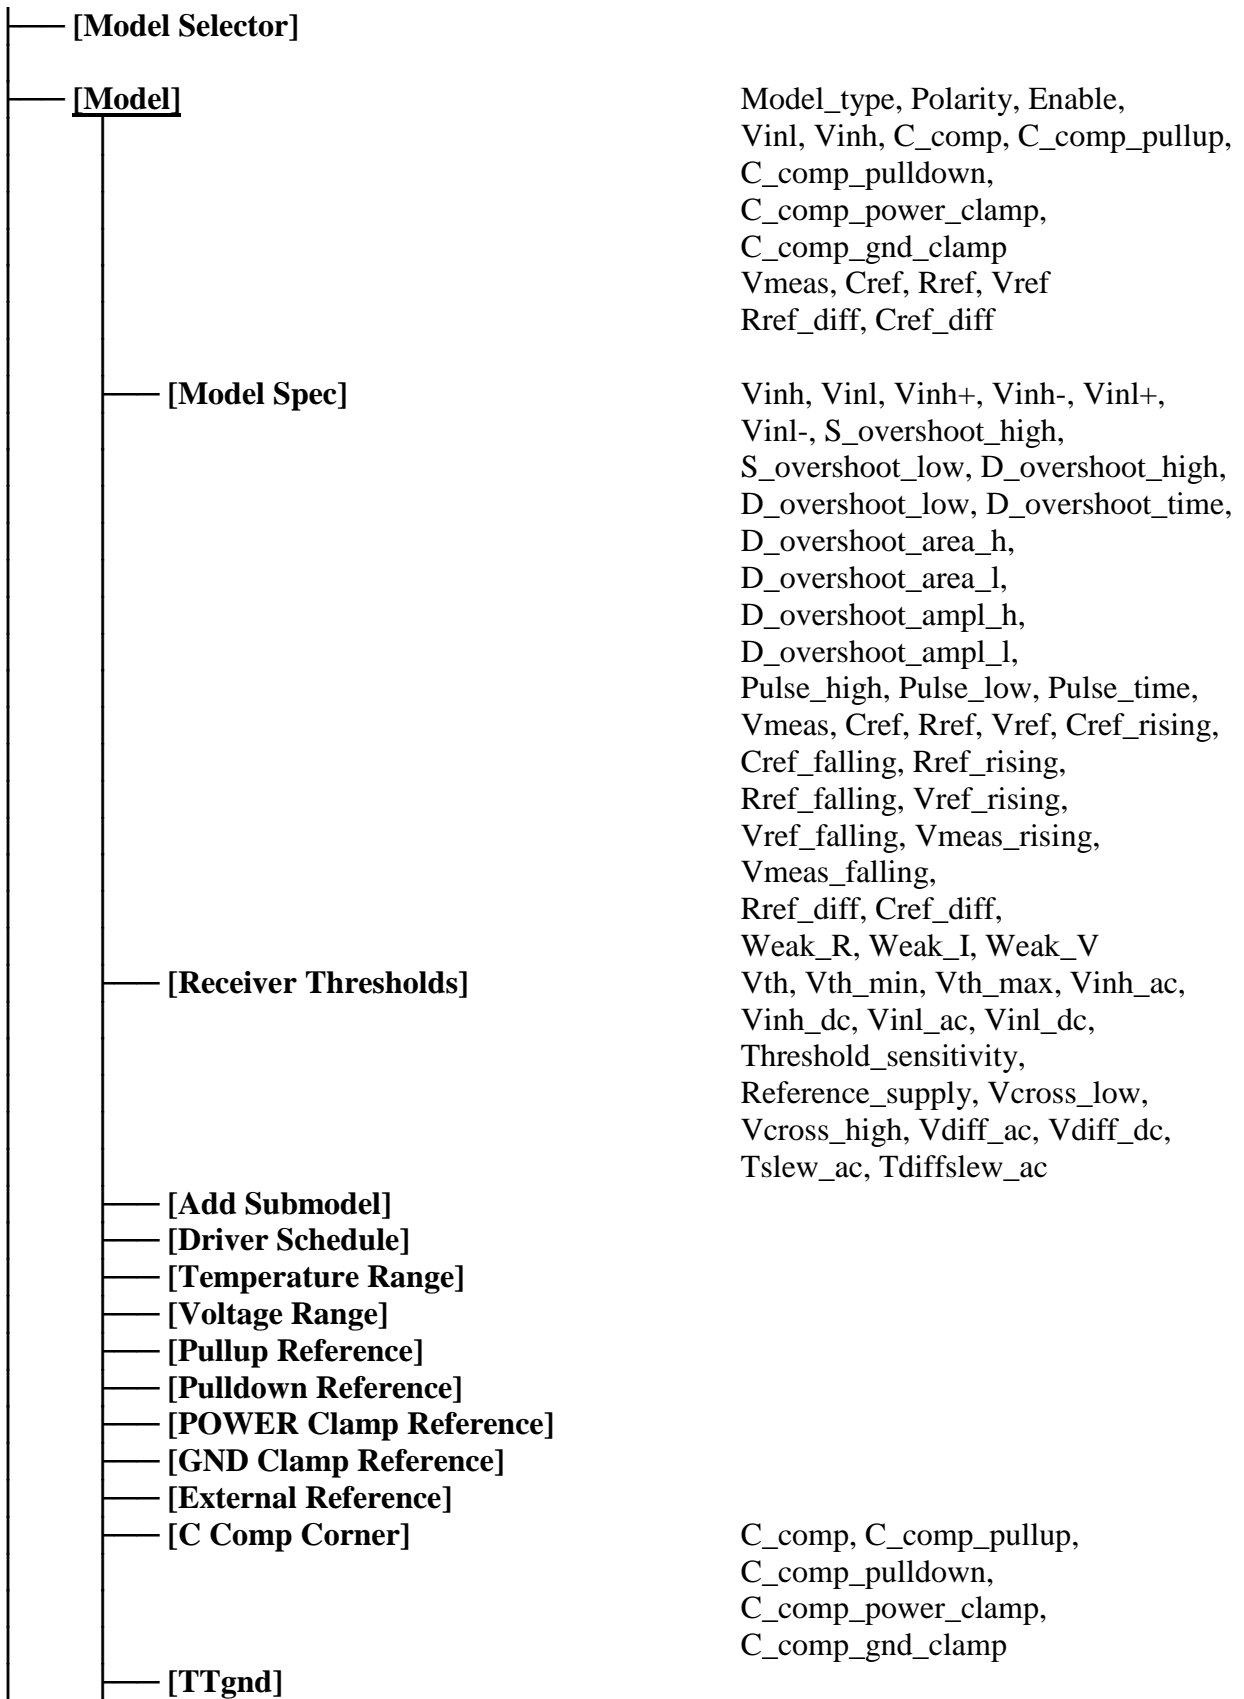 [Model Selector]
[Model] Model_type, Polarity, Enable,
Vinl, Vinh, C_comp, C_comp_pullup,
C_comp_pulldown,
C_comp_power_clamp,
C_comp_gnd_clamp
Vmeas, Cref, Rref, Vref
Rref_diff, Cref_diff
[Model Spec] Vinh, Vinl, Vinh+, Vinh-, Vinl+,
Vinl-, S_overshoot_high,
S_overshoot_low, D_overshoot_high,
D_overshoot_low, D_overshoot_time,
D_overshoot_area_h,
D_overshoot_area_l,
D_overshoot_ampl_h,
D_overshoot_ampl_l,
Pulse_high, Pulse_low, Pulse_time,
Vmeas, Cref, Rref, Vref, Cref_rising,
Cref_falling, Rref_rising,
Rref_falling, Vref_rising,
Vref_falling, Vmeas_rising,
Vmeas_falling,
Rref_diff, Cref_diff,
Weak_R, Weak_I, Weak_V
[Receiver Thresholds] Vth, Vth_min, Vth_max, Vinh_ac,
Vinh_dc, Vinl_ac, Vinl_dc,
Threshold_sensitivity,
Reference_supply, Vcross_low,
Vcross_high, Vdiff_ac, Vdiff_dc,
Tslew_ac, Tdiffslew_ac
[Add Submodel]
[Driver Schedule]
[Temperature Range]
[Voltage Range]
[Pullup Reference]
[Pulldown Reference]
[POWER Clamp Reference]
[GND Clamp Reference]
[External Reference]
[C Comp Corner] C_comp, C_comp_pullup,
C_comp_pulldown,
C_comp_power_clamp,
C_comp_gnd_clamp
[TTgnd]